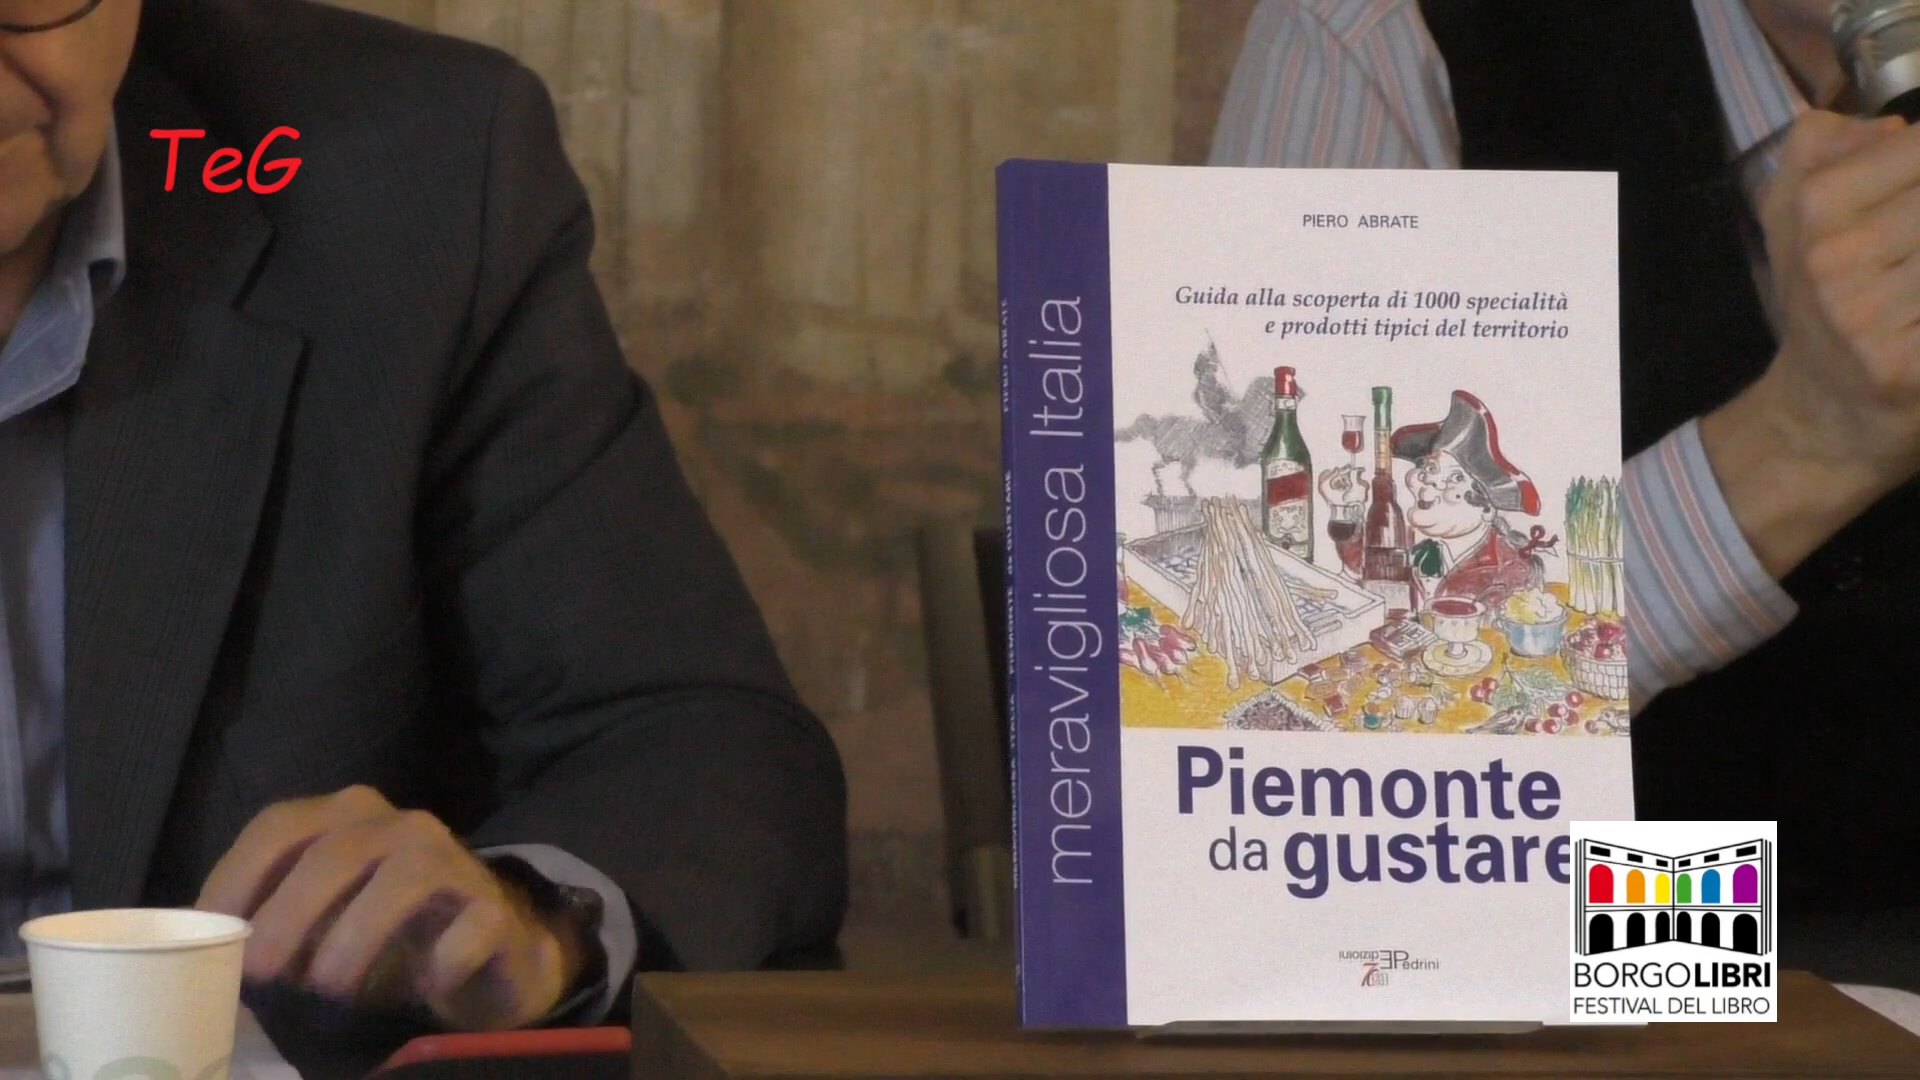 TeG
PIERO ABRATE
Guida alla scoperta di 1000 specialità
e prodotti tipici del territorio
meravigliosa Italia
PIERO ABRATE
PIEMONTE da GUSTARE
MERAVIGLIOSA ITALIA
Piemonte
da gustare
Edizioni
Pedrini
BORGOLIBRI
FESTIVAL DEL LIBRO